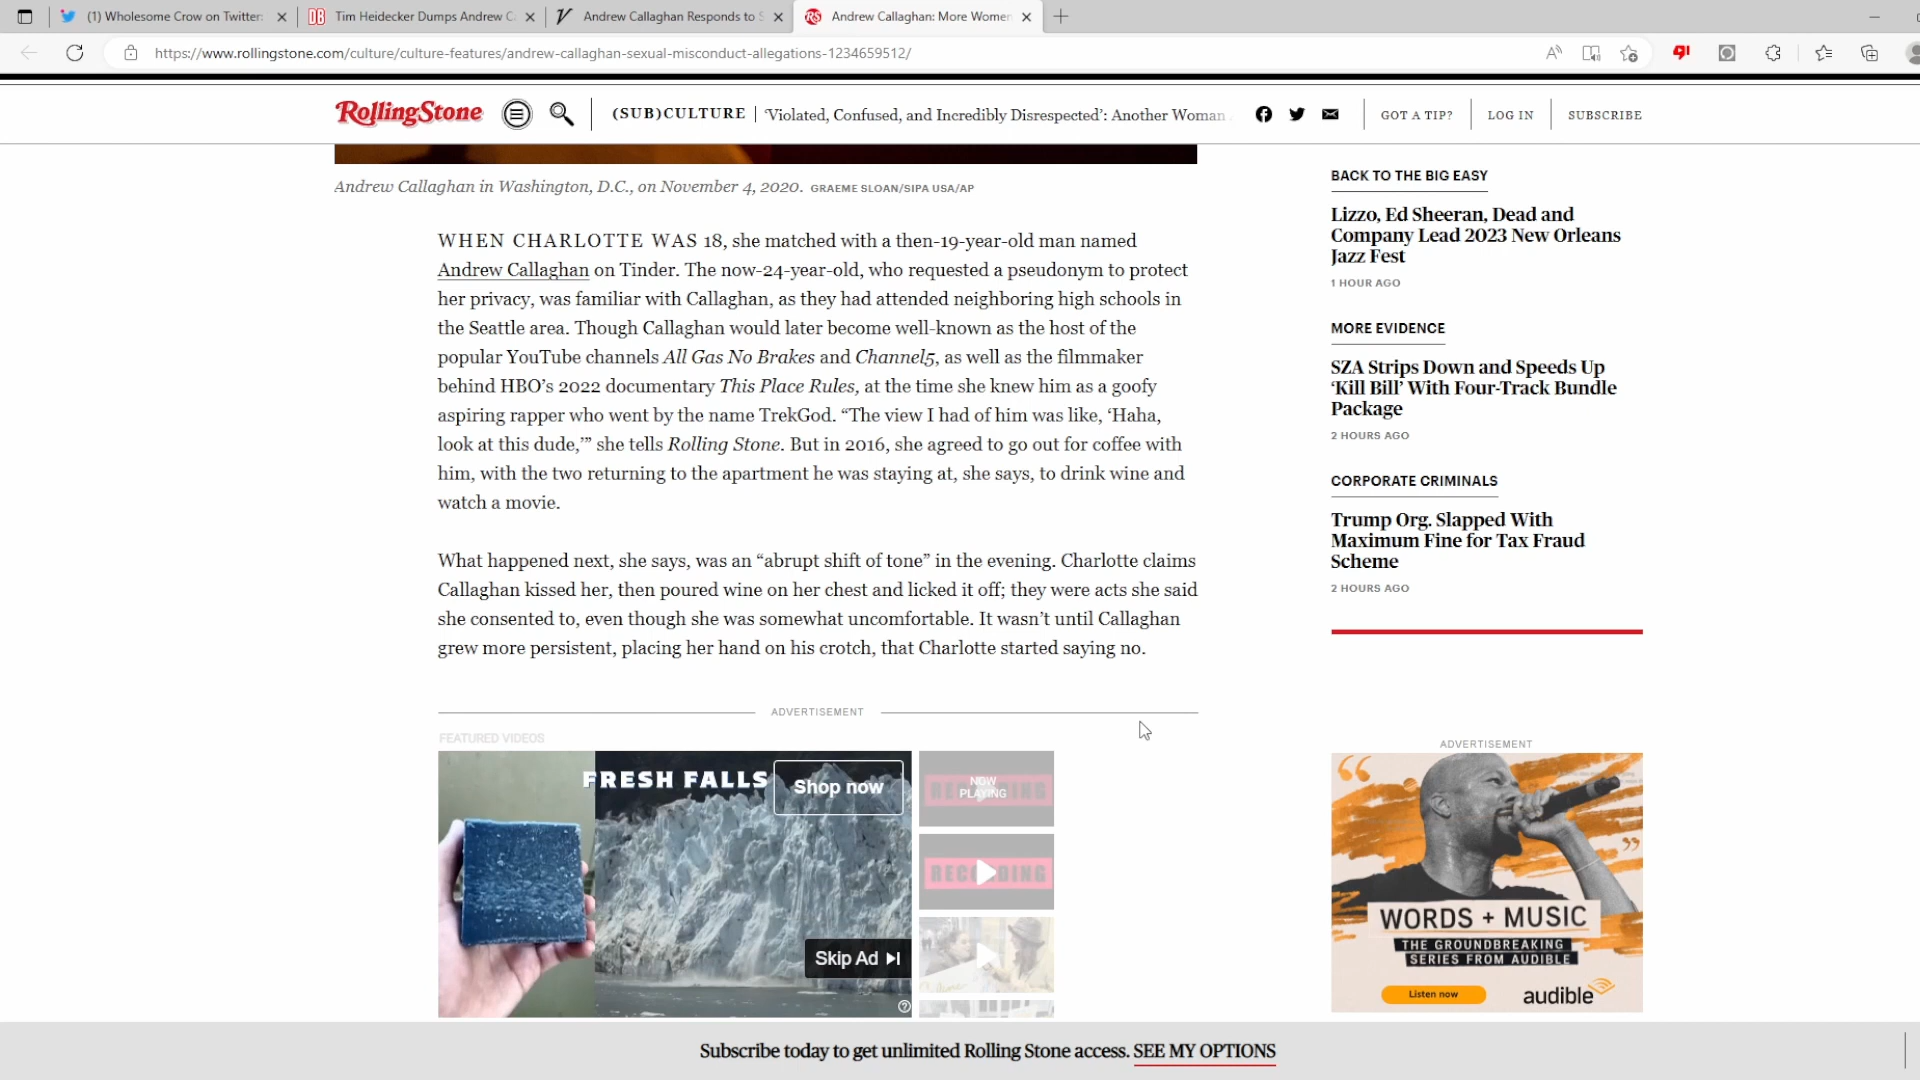 (1) Wholesome Crow on Twitter:
Tim Heidecker Dumps Andrew C
Andrew Callaghan Responds to S
Andrew Callaghan: More Women
https://www.rollingstone.com/culture/culture-features/andrew-callaghan-sexual-misconduct-allegations-1234659512/
RollingStone
(SUB)CULTURE
‘Violated, Confused, and Incredibly Disrespected’: Another Woman
GOT A TIP?
LOG IN
SUBSCRIBE
Andrew Callaghan in Washington, D.C., on November 4, 2020. GRAEME SLOAN/SIPA USA/AP
WHEN CHARLOTTE WAS 18, she matched with a then-19-year-old man named
Andrew Callaghan on Tinder. The now-24-year-old, who requested a pseudonym to protect
her privacy, was familiar with Callaghan, as they had attended neighboring high schools in
the Seattle area. Though Callaghan would later become well-known as the host of the
popular YouTube channels All Gas No Brakes and Channel5, as well as the filmmaker
behind HBO’s 2022 documentary This Place Rules, at the time she knew him as a goofy
aspiring rapper who went by the name TrekGod. “The view I had of him was like, ‘Haha,
look at this dude,’” she tells Rolling Stone. But in 2016, she agreed to go out for coffee with
him, with the two returning to the apartment he was staying at, she says, to drink wine and
watch a movie.
What happened next, she says, was an “abrupt shift of tone” in the evening. Charlotte claims
Callaghan kissed her, then poured wine on her chest and licked it off; they were acts she said
she consented to, even though she was somewhat uncomfortable. It wasn’t until Callaghan
grew more persistent, placing her hand on his crotch, that Charlotte started saying no.
ADVERTISEMENT
FEATURED VIDEOS
FRESH FALLS
Shop now
Skip Ad
NOW
PLAYING
RECORDING
BACK TO THE BIG EASY
Lizzo, Ed Sheeran, Dead and
Company Lead 2023 New Orleans
Jazz Fest
1 HOUR AGO
MORE EVIDENCE
SZA Strips Down and Speeds Up
‘Kill Bill’ With Four-Track Bundle
Package
2 HOURS AGO
CORPORATE CRIMINALS
Trump Org. Slapped With
Maximum Fine for Tax Fraud
Scheme
2 HOURS AGO
ADVERTISEMENT
WORDS + MUSIC
THE GROUNDBREAKING
SERIES FROM AUDIBLE
Listen now
audible
Subscribe today to get unlimited Rolling Stone access. SEE MY OPTIONS